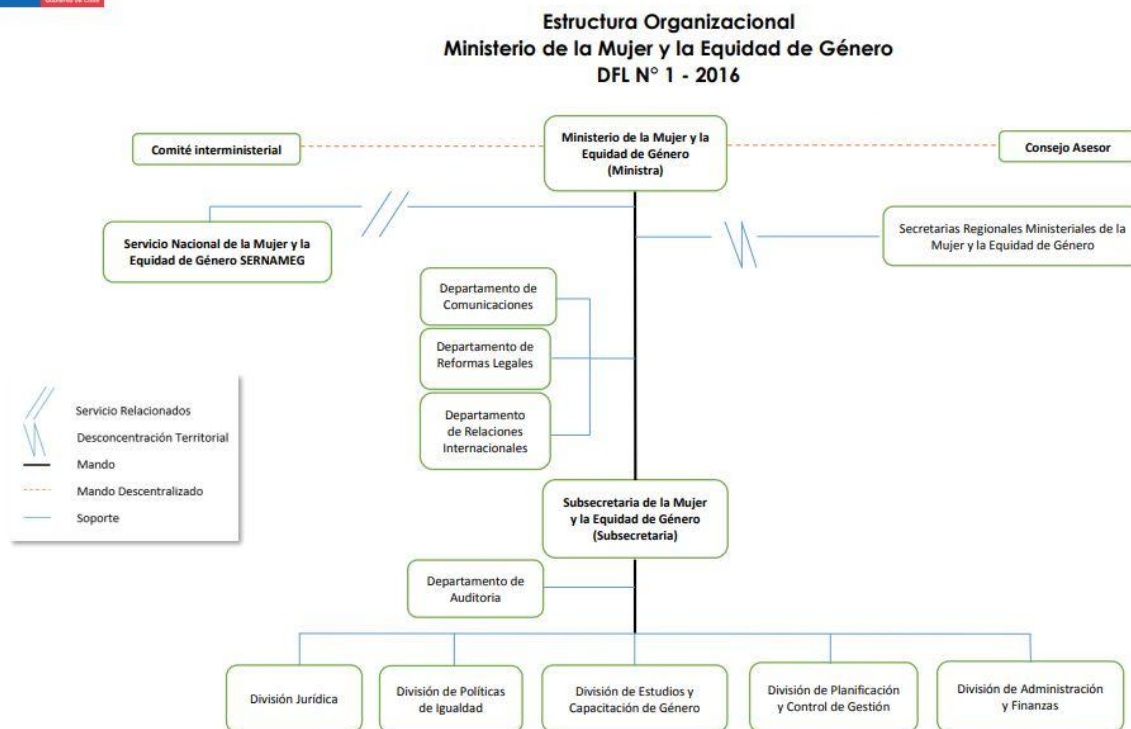 Gobierno de Chile
Estructura Organizacional
Ministerio de la Mujer y la Equidad de Género
DFL N° 1 - 2016
Comité interministerial
Ministerio de la Mujer y la
Equidad de Género
(Ministra)
Consejo Asesor
Servicio Nacional de la Mujer y la
Equidad de Género SERNAMEG
Secretarias Regionales Ministeriales de la
Mujer y la Equidad de Género
Departamento de
Comunicaciones
Departamento de
Reformas Legales
Departamento
de Relaciones
Internacionales
Servicio Relacionados
Desconcentración Territorial
Mando
Mando Descentralizado
Soporte
Subsecretaria de la Mujer
y la Equidad de Género
(Subsecretaria)
Departamento de
Auditoria
División Jurídica
División de Políticas
de Igualdad
División de Estudios y
Capacitación de Género
División de Planificación
y Control de Gestión
División de Administración
y Finanzas